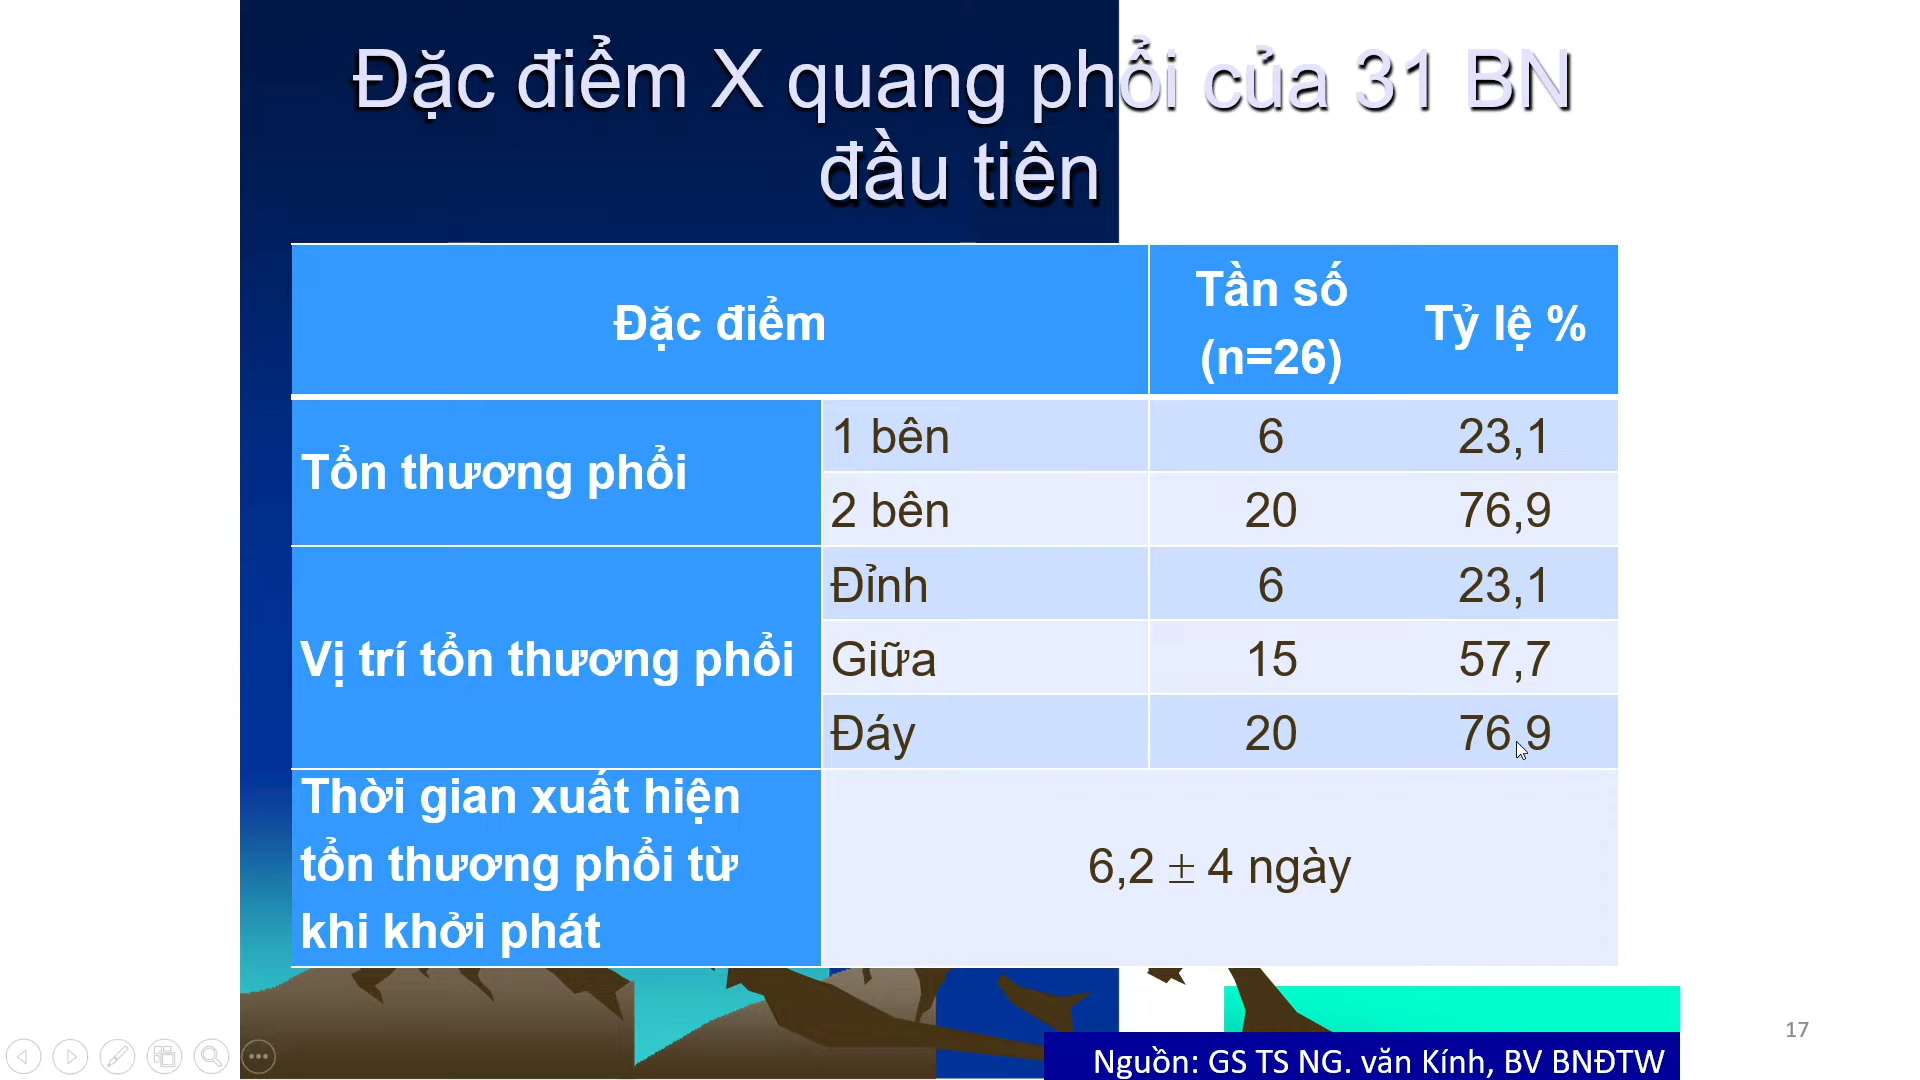 Đặc điểm X quang phổi của 31 BN
đầu tiên
Đặc điểm
Tần số
(n=26)
Tỷ lệ %
Tổn thương phổi
1 bên
6
23,1
2 bên
20
76,9
Vị trí tổn thương phổi
Đỉnh
6
23,1
Giữa
15
57,7
Đáy
20
76,9
Thời gian xuất hiện
tổn thương phổi từ
khi khởi phát
6,2 ± 4 ngày
Nguồn: GS TS NG. văn Kính, BV BNĐTW
17